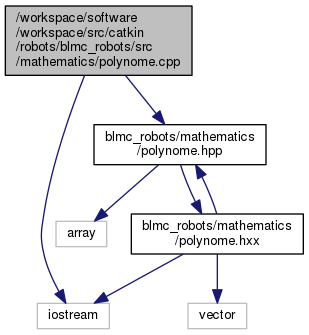 /workspace/software
/workspace/src/catkin
/robots/blmc_robots/src
/mathematics/polynome.cpp
blmc_robots/mathematics
/polynome.hpp
array
blmc_robots/mathematics
/polynome.hxx
iostream
vector